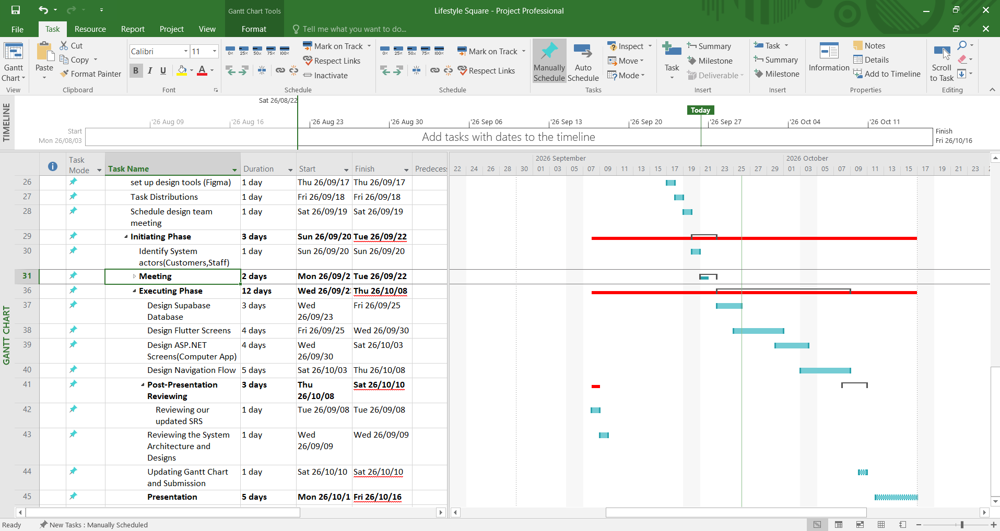 Gantt Chart Tools
Lifestyle Square - Project Professional
File
Task
Resource
Report
Project
View
Format
Tell me what you want to do...
Gantt
Chart
View
Paste
Cut
Copy
Format Painter
Clipboard
Calibri
11
B I U
A
Font
0% 25% 50% 75% 100%
Mark on Track
Respect Links
Inactivate
Schedule
0% 25% 50% 75% 100%
Mark on Track
Respect Links
Schedule
Manually
Schedule
Auto
Schedule
Inspect
Move
Mode
Tasks
Task
Summary
Milestone
Deliverable
Insert
Task
Summary
Milestone
Insert
Information
Notes
Details
Add to Timeline
Properties
Scroll
to Task
Editing
TIMELINE
Sat 26/08/22
Today
'26 Aug 09
'26 Aug 16
'26 Aug 23
'26 Aug 30
'26 Sep 06
'26 Sep 13
'26 Sep 20
'26 Sep 27
'26 Oct 04
'26 Oct 11
Start
Mon 26/08/03
Add tasks with dates to the timeline
Finish
Fri 26/10/16
GANTT CHART
Task
Mode
Task Name
Duration
Start
Finish
Predecess
2026 September
2026 October
22 24 26 28 30 01 03 05 07 09 11 13 15 17 19 21 23 25 27 29 01 03 05 07 09 11 13 15 17 19 21 23
26 set up design tools (Figma) 1 day Thu 26/09/17 Thu 26/09/17
27 Task Distributions 1 day Fri 26/09/18 Fri 26/09/18
28 Schedule design team 1 day Sat 26/09/19 Sat 26/09/19
meeting
29 Initiating Phase 3 days Sun 26/09/20 Tue 26/09/22
30 Identify System 1 day Sun 26/09/20 Sun 26/09/20
actors(Customers,Staff)
31 Meeting 2 days Mon 26/09/2 Tue 26/09/22
36 Executing Phase 12 days Wed 26/09/2 Thu 26/10/08
37 Design Supabase 3 days Wed Fri 26/09/25
Database 26/09/23
38 Design Flutter Screens 4 days Fri 26/09/25 Wed 26/09/30
39 Design ASP.NET 4 days Wed Sat 26/10/03
Screens(Computer App) 26/09/30
40 Design Navigation Flow 5 days Sat 26/10/03 Thu 26/10/08
41 Post-Presentation 3 days Thu Sat 26/10/10
Reviewing 26/10/08
42 Reviewing our 1 day Tue 26/09/08 Tue 26/09/08
updated SRS
43 Reviewing the System 1 day Wed Wed 26/09/09
Architecture and 26/09/09
Designs
44 Updating Gantt Chart 1 day Sat 26/10/10 Sat 26/10/10
and Submission
45 Presentation 5 days Mon 26/10/1 Fri 26/10/16
Ready
New Tasks : Manually Scheduled